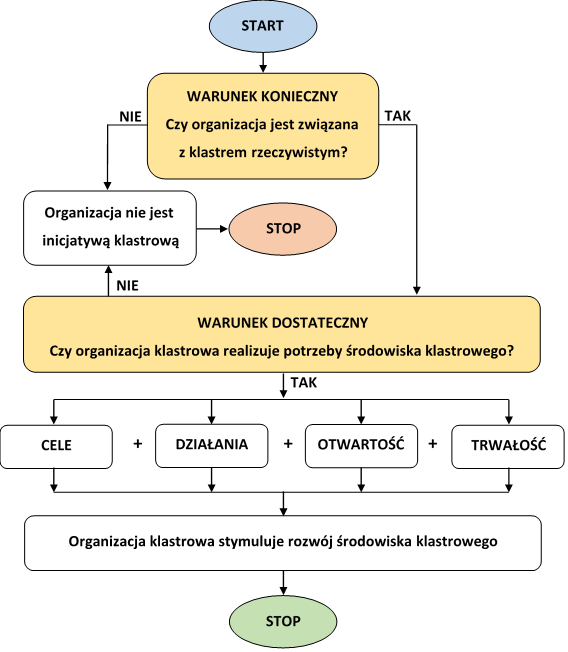 START
WARUNEK KONIECZNY
Czy organizacja jest związana
z klastrem rzeczywistym?
NIE
TAK
Organizacja nie jest
inicjatywą klastrową
STOP
NIE
WARUNEK DOSTATECZNY
Czy organizacja klastrowa realizuje potrzeby środowiska klastrowego?
TAK
CELE + DZIAŁANIA + OTWARTOŚĆ + TRWAŁOŚĆ
Organizacja klastrowa stymuluje rozwój środowiska klastrowego
STOP